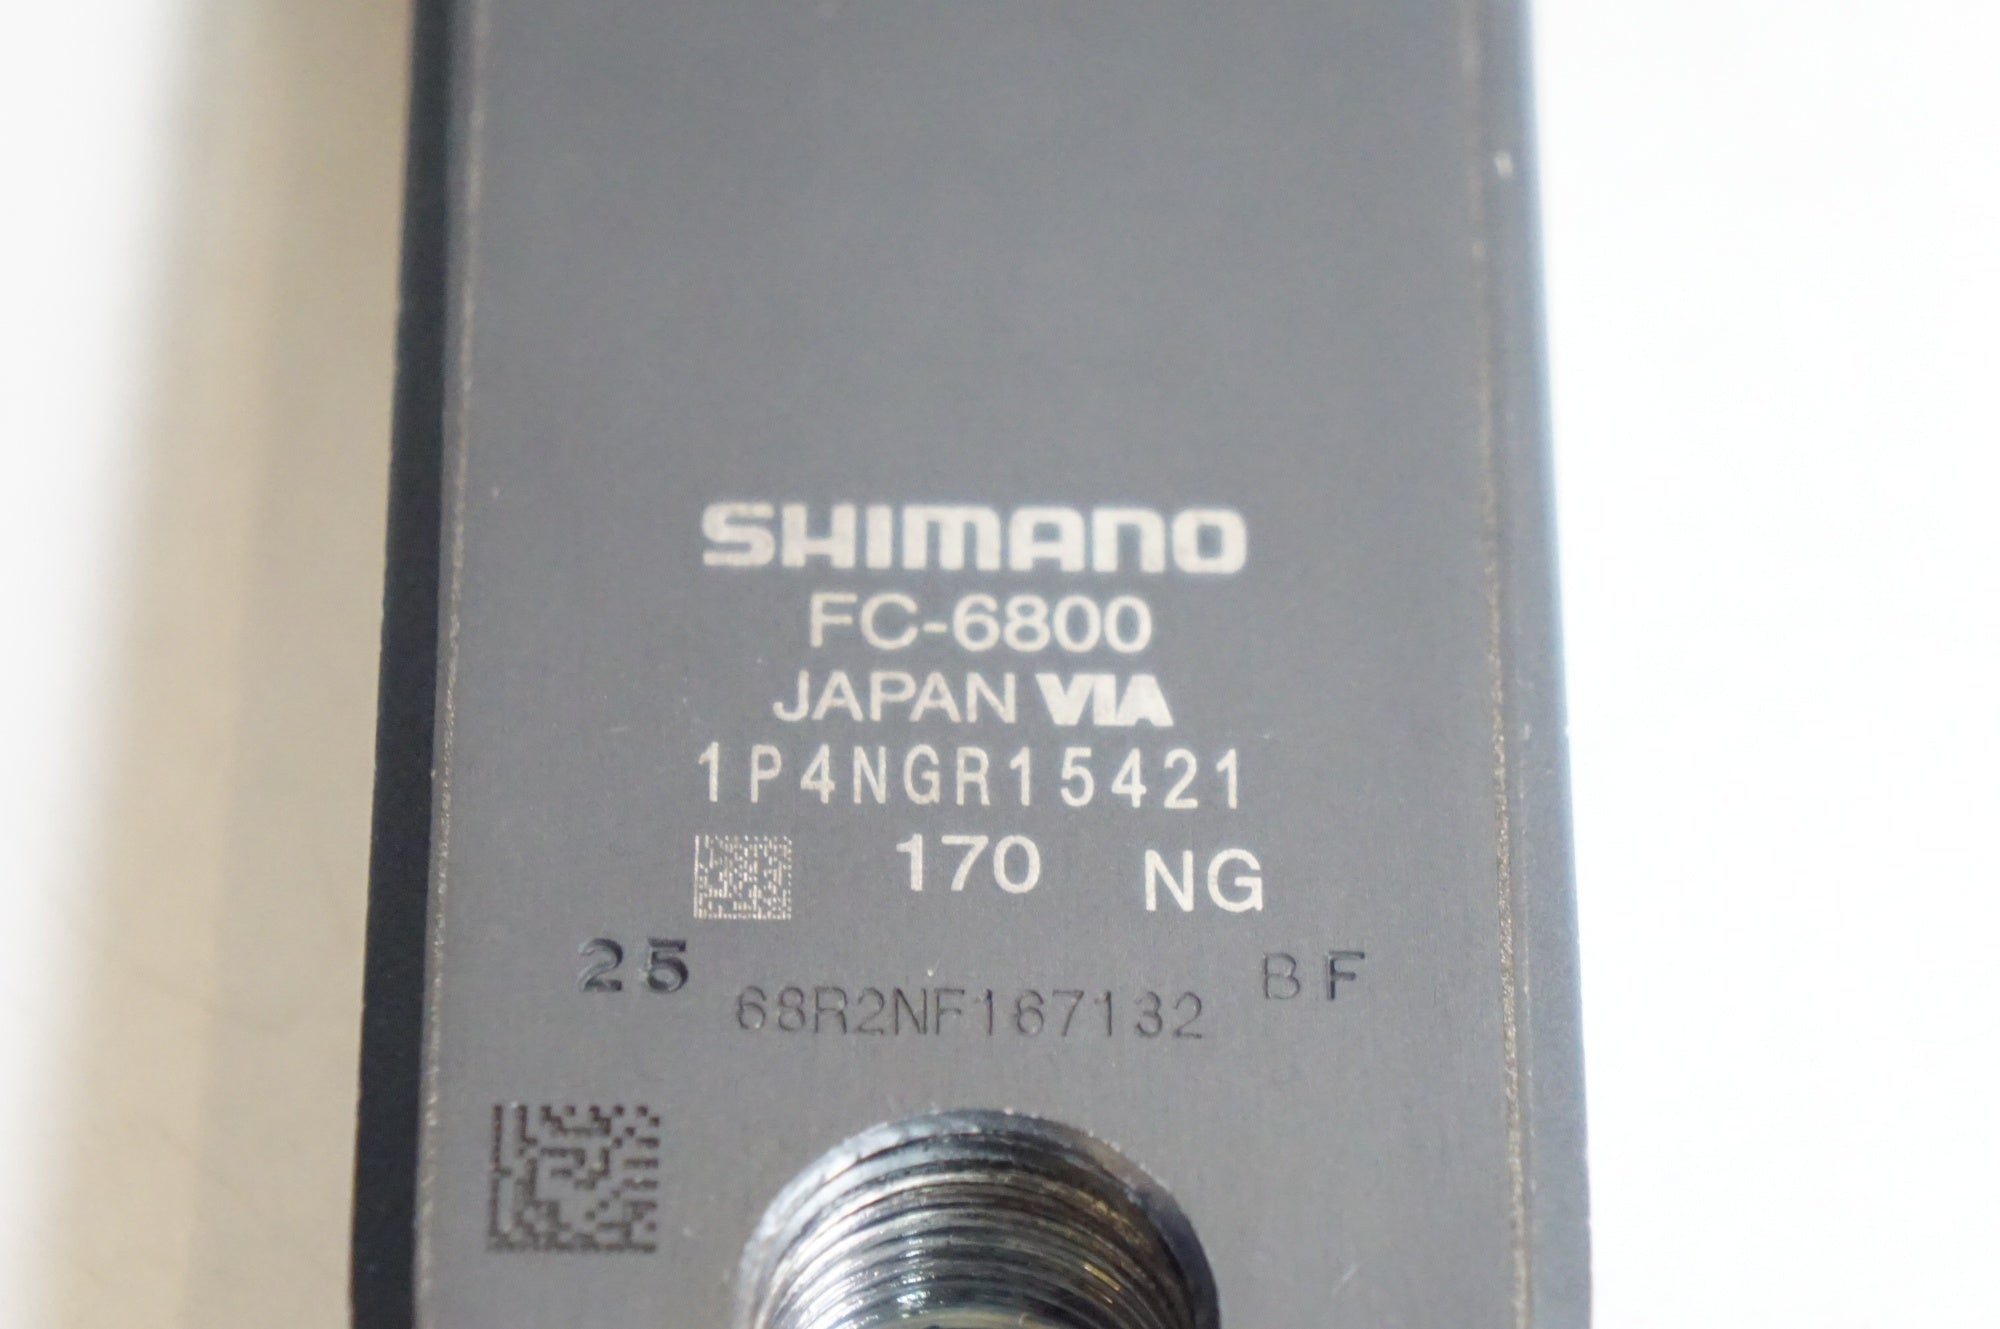 SHIMANO
FC-6800
JAPAN VIA
1P4NGR15421
170 NG
25 68R2NF167132 BF